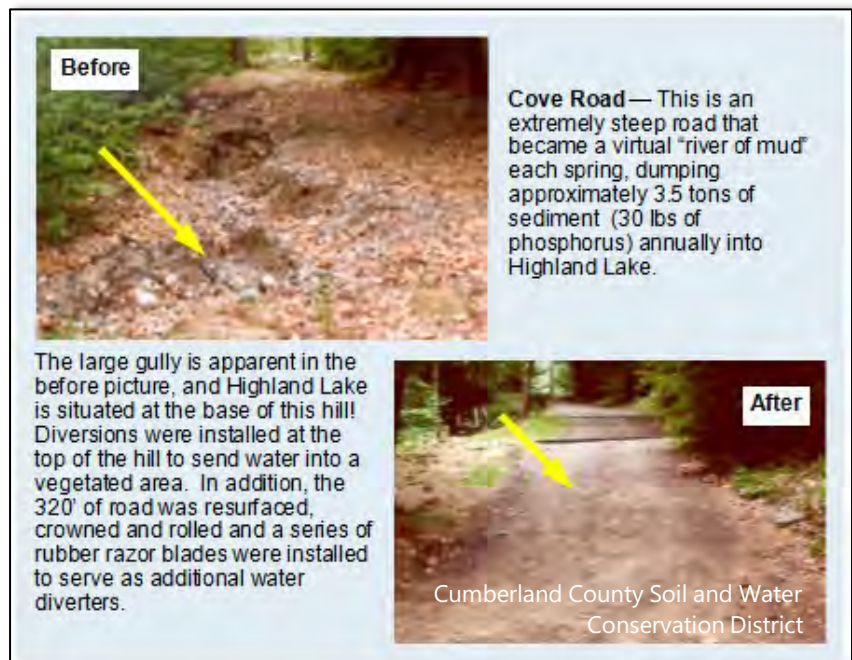 Before
Cove Road— This is an
extremely steep road that
became a virtual "river of mud"
each spring, dumping
approximately 3.5 tons of
sediment (30 lbs of
phosphorus) annually into
Highland Lake.
The large gully is apparent in the
before picture, and Highland Lake
is situated at the base of this hill!
Diversions were installed at the
top of the hill to send water into a
vegetated area. In addition, the
320' of road was resurfaced,
crowned and rolled and a series of
rubber razor blades were installed
to serve as additional water
diverters.
After
Cumberland County Soil and Water
Conservation District